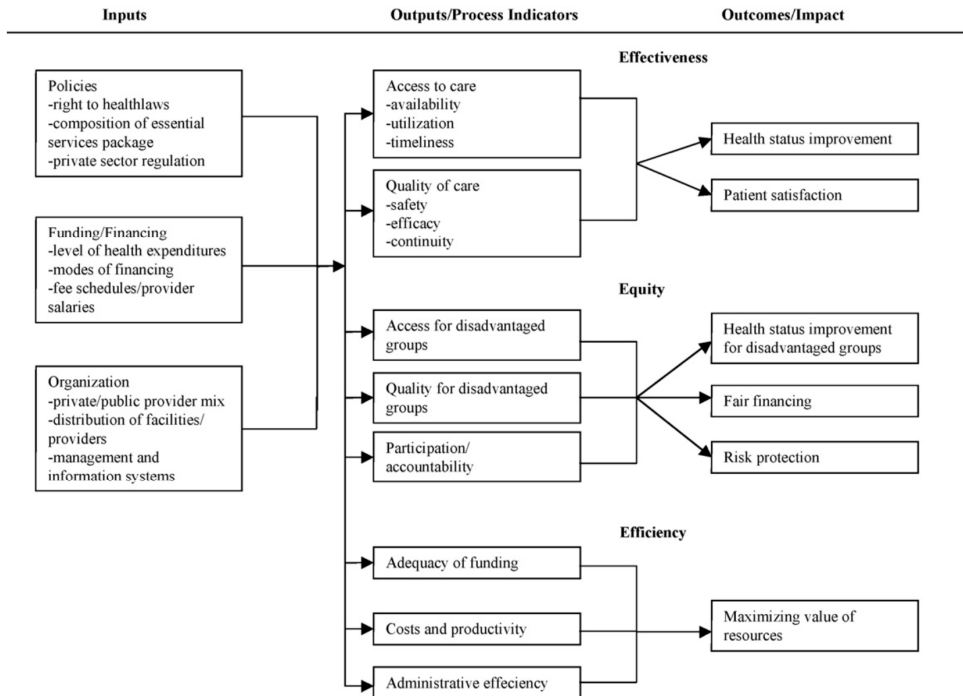 Inputs
Outputs/Process Indicators
Outcomes/Impact
Effectiveness
Policies
-right to healthlaws
-composition of essential
services package
-private sector regulation
Access to care
-availability
-utilization
-timeliness
Health status improvement
Quality of care
-safety
-efficacy
-continuity
Patient satisfaction
Funding/Financing
-level of health expenditures
-modes of financing
-fee schedules/provider
salaries
Equity
Access for disadvantaged
groups
Health status improvement
for disadvantaged groups
Organization
-private/public provider mix
-distribution of facilities/
providers
-management and
information systems
Quality for disadvantaged
groups
Fair financing
Participation/
accountability
Risk protection
Efficiency
Adequacy of funding
Costs and productivity
Maximizing value of
resources
Administrative effeciency